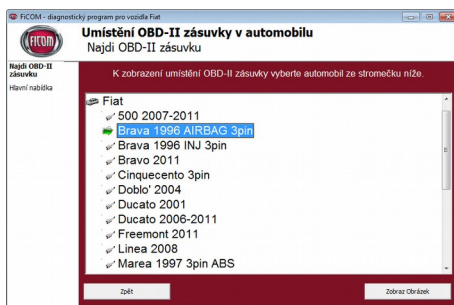 FiCOM - diagnostický program pro vozidla Fiat
FICOM
Umístění OBD-II zásuvky v automobilu
Najdi OBD-II zásuvku
Najdi OBD-II
zásuvku
Hlavní nabídka
K zobrazení umístění OBD-II zásuvky vyberte automobil ze stromečku níže.
Fiat
500 2007-2011
Brava 1996 AIRBAG 3pin
Brava 1996 INJ 3pin
Bravo 2011
Cinquecento 3pin
Doblo' 2004
Ducato 2001
Ducato 2006-2011
Freemont 2011
Linea 2008
Marea 1997 3pin ABS
Zpět
Zobraz Obrázek